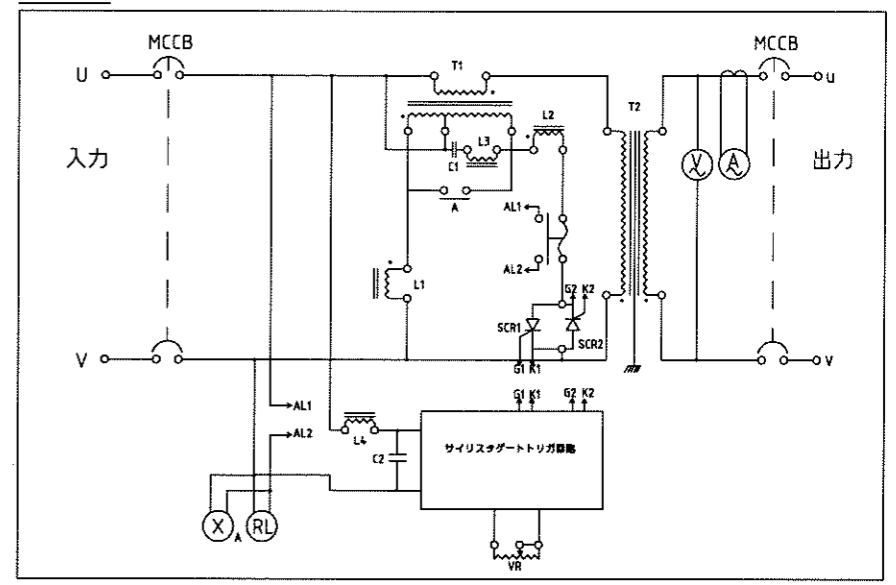 MCCB
MCCB
U
T1
u
T2
L2
入力
L3
C1
V
A
出力
A
AL1
AL2
L1
G2 K2
SCR1
SCR2
V
v
G1 K1
G1 K1
G2 K2
AL1
AL2
L4
C2
サイリスタゲートトリガ回路
X
A
RL
VR